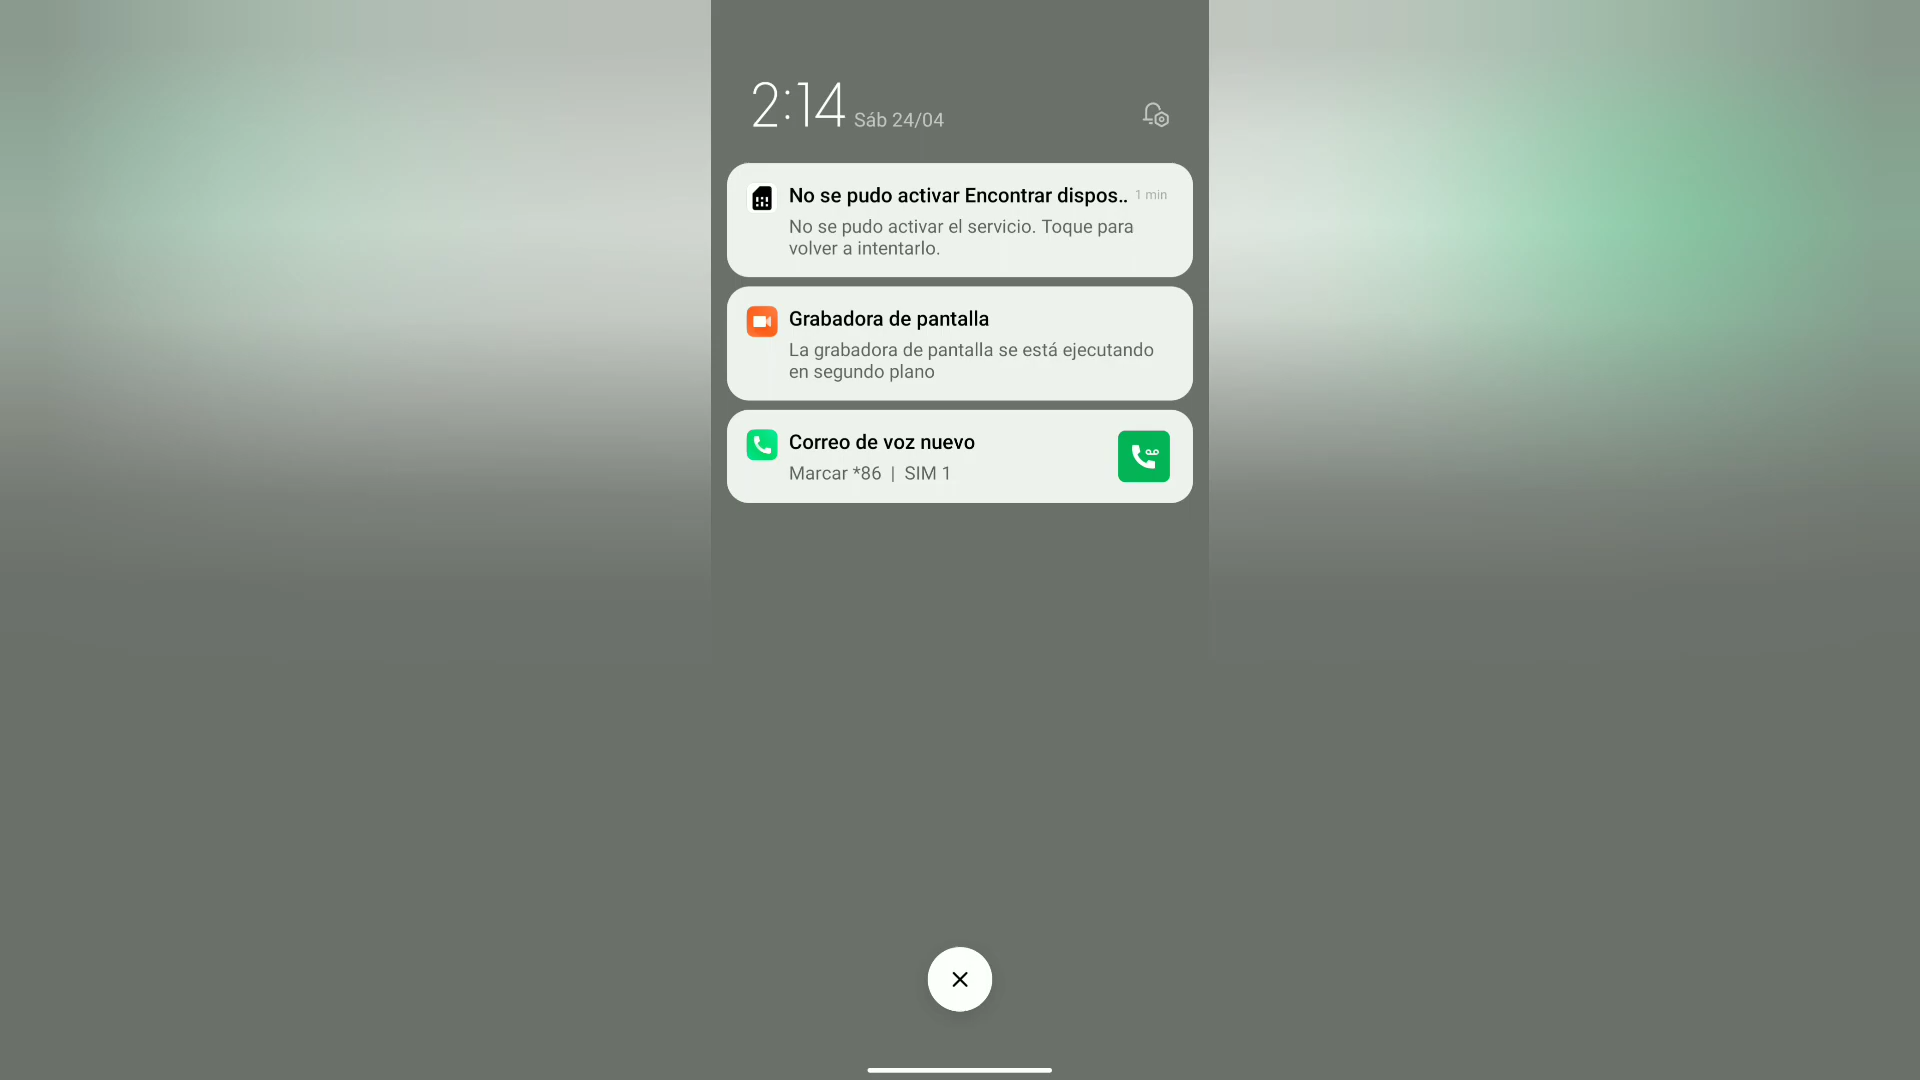 2:14 Sáb 24/04
No se pudo activar Encontrar dispos.. 1 min
No se pudo activar el servicio. Toque para
volver a intentarlo.
Grabadora de pantalla
La grabadora de pantalla se está ejecutando
en segundo plano
Correo de voz nuevo
Marcar *86 | SIM 1